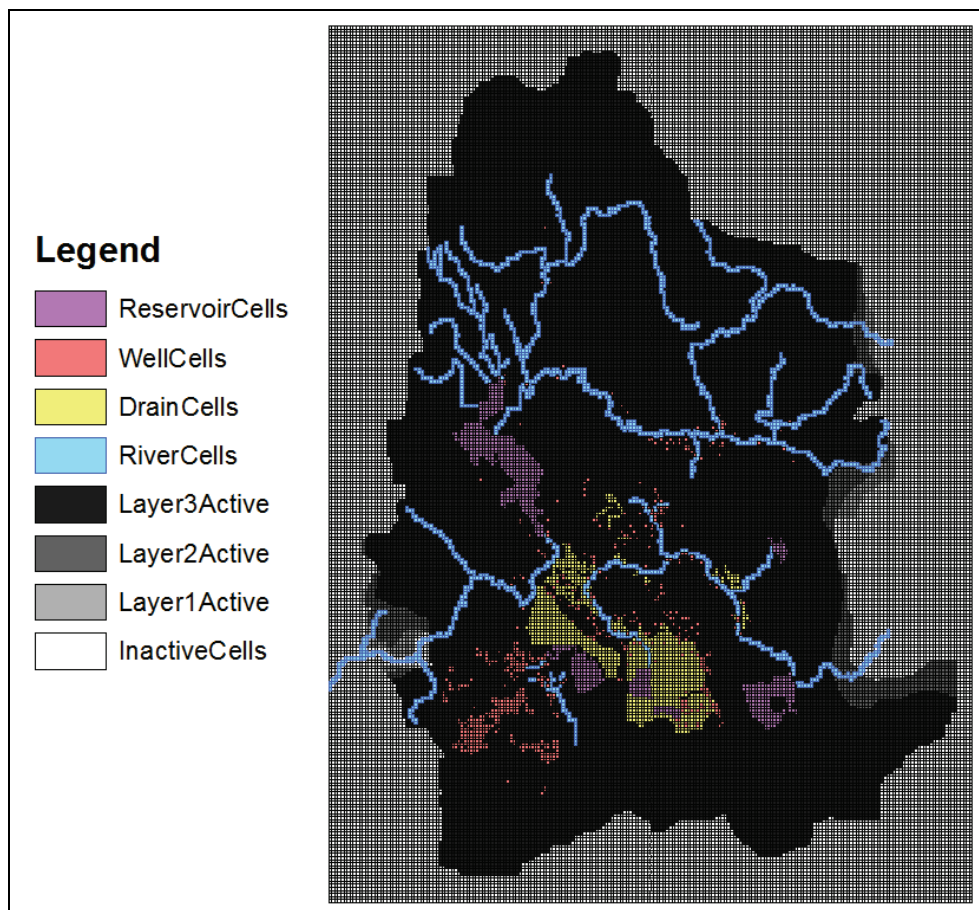 Legend
ReservoirCells
WellCells
DrainCells
RiverCells
Layer3Active
Layer2Active
Layer1Active
InactiveCells